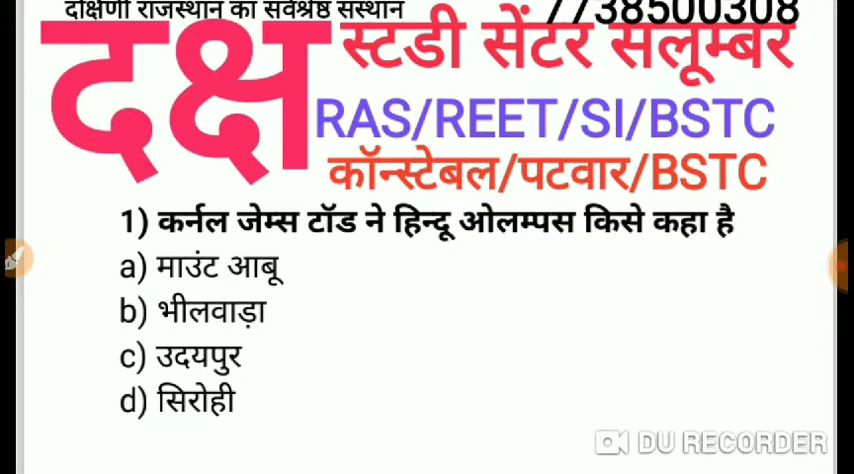 दक्षिणी राजस्थान का सर्वश्रेष्ठ संस्थान
7738500308
दक्ष
स्टडी सेंटर सलूम्बर
RAS/REET/SI/BSTC
कॉन्स्टेबल/पटवार/BSTC
1) कर्नल जेम्स टॉड ने हिन्दू ओलम्पस किसे कहा है
a) माउंट आबू
b) भीलवाड़ा
c) उदयपुर
d) सिरोही
DU RECORDER